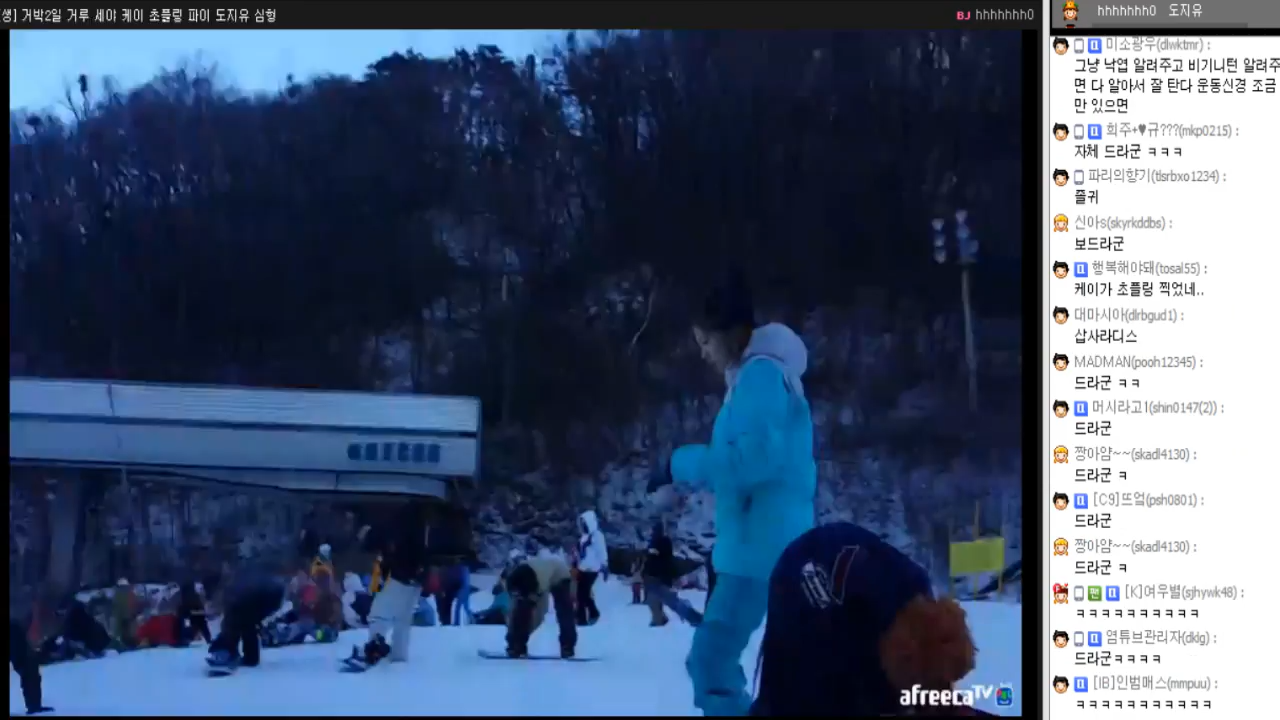 생] 거박2일 거루 세야 케이 초플링 파이 도지유 심형
BJ hhhhhhh0
hhhhhhh0 도지유
미소광우(dlwktmr) :
그냥 낙엽 알려주고 비기니턴 알려주
면 다 알아서 잘 탄다 운동신경 조금
만 있으면
희주+♥규???(mkp0215) :
자체 드라군 ㅋㅋㅋ
파리의향기(tlsrbxo1234) :
쫄귀
신아s(skyrkddbs) :
보드라군
행복해야돼(tosal55) :
케이가 초플링 찍었네..
대마시아(dlrbgud1) :
삽사라디스
MADMAN(pooh12345) :
드라군 ㅋㅋ
머시라고!(shin0147(2)) :
드라군
짱아얌~~(skadl4130) :
드라군 ㅋ
[C9]뜨업(psh0801) :
드라군
짱아얌~~(skadl4130) :
드라군 ㅋ
[K]여우별(sjhywk48) :
ㅋㅋㅋㅋㅋㅋㅋㅋㅋㅋ
염튜브관리자(dklg) :
드라군ㅋㅋㅋㅋ
[IB]인범매스(mmpuu) :
ㅋㅋㅋㅋㅋㅋㅋㅋㅋㅋㅋ
afreecaTV